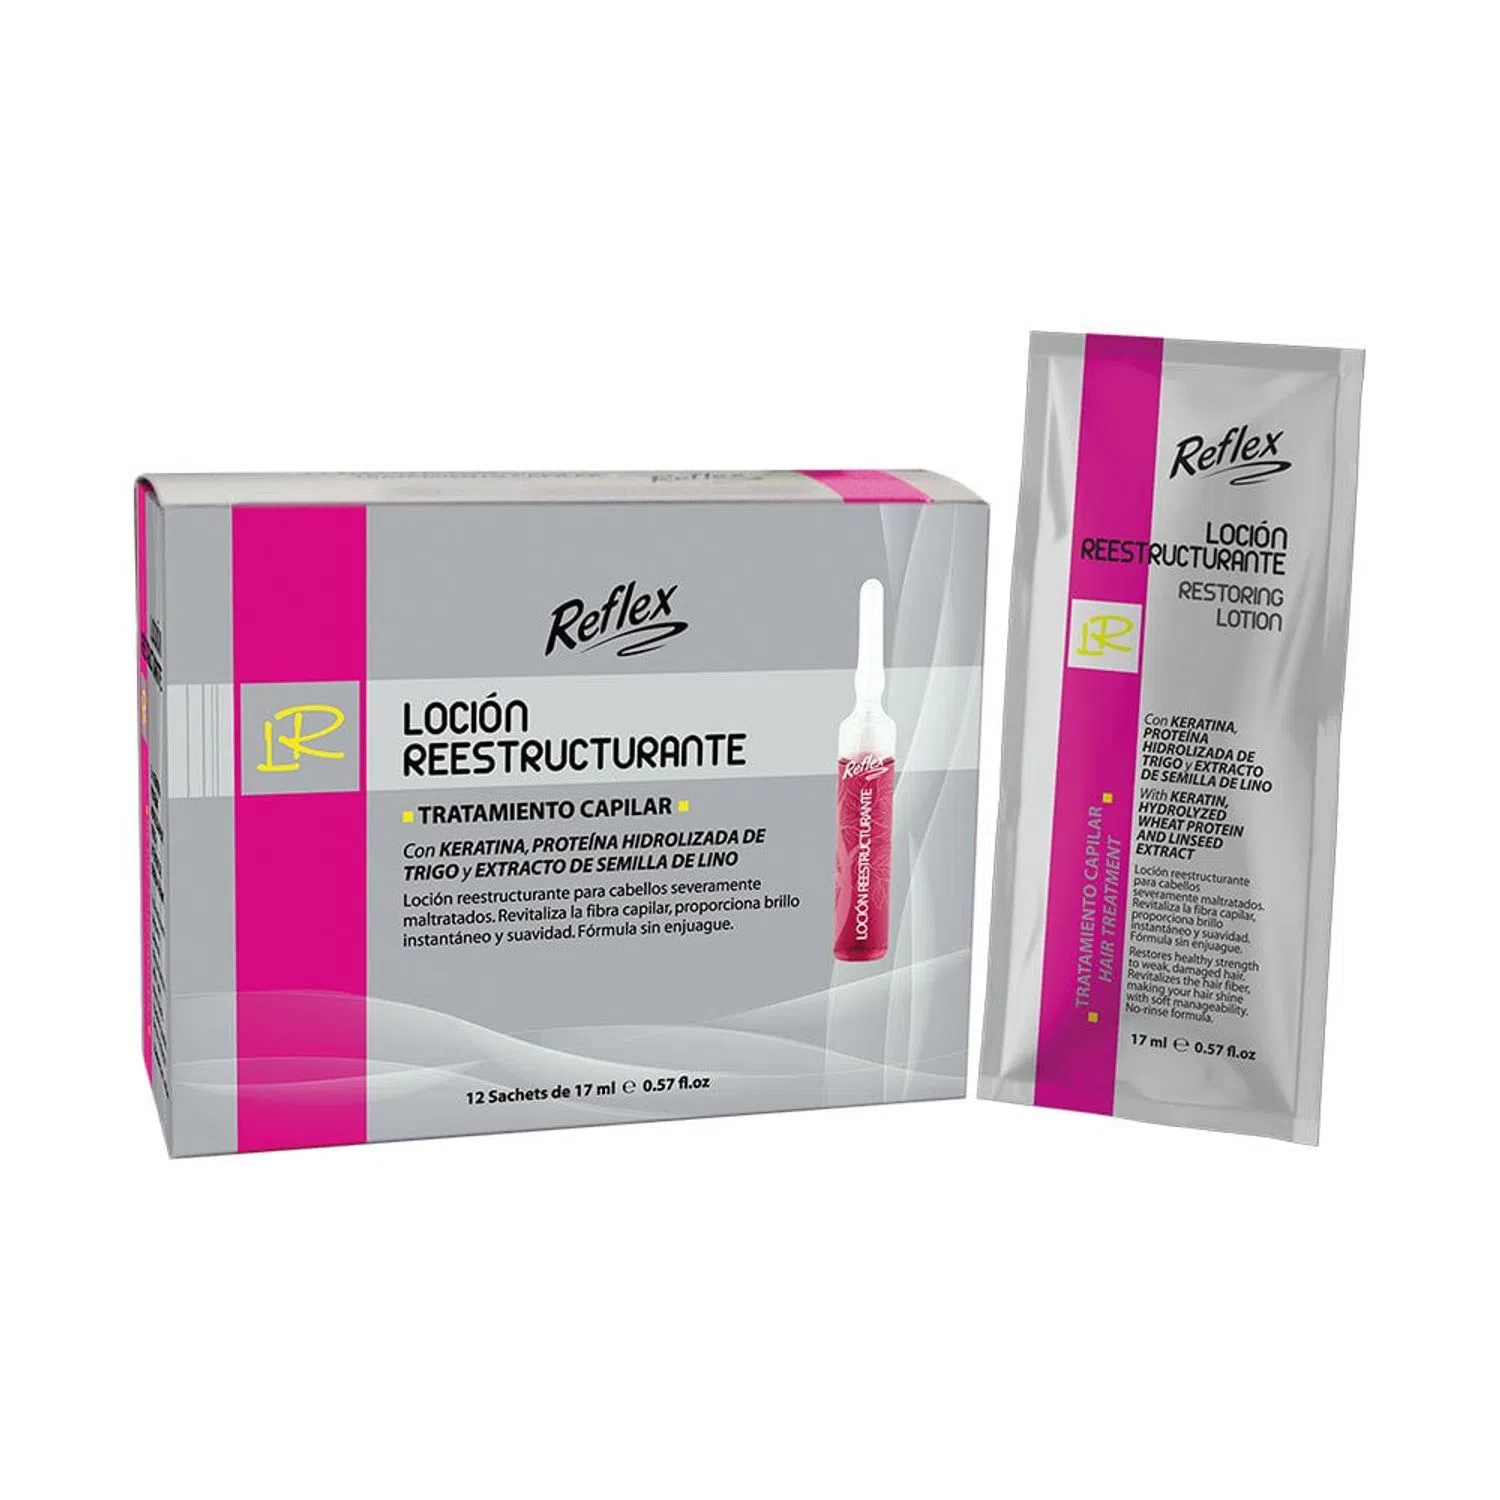 Reflex
LR
LOCIÓN
REESTRUCTURANTE
TRATAMIENTO CAPILAR
Con KERATINA, PROTEÍNA HIDROLIZADA DE
TRIGO y EXTRACTO DE SEMILLA DE LINO
Loción reestructurante para cabellos severamente
maltratados. Revitaliza la fibra capilar, proporciona brillo
instantáneo y suavidad. Fórmula sin enjuague.
12 Sachets de 17 ml ℮ 0.57 fl.oz
Reflex
LOCIÓN REESTRUCTURANTE
Reflex
LOCIÓN
REESTRUCTURANTE
RESTORING
LOTION
LR
Con KERATINA,
PROTEÍNA
HIDROLIZADA DE
TRIGO y EXTRACTO
DE SEMILLA DE LINO
With KERATIN,
HYDROLYZED
WHEAT PROTEIN
AND LINSEED
EXTRACT
Loción reestructurante
para cabellos
severamente maltratados.
Revitaliza la fibra capilar,
proporciona brillo
instantáneo y suavidad.
Fórmula sin enjuague.
Restores healthy strength
to weak, damaged hair.
Revitalizes the hair fiber,
making your hair shine
with soft manageability.
No-rinse formula.
17 ml ℮ 0.57 fl.oz
TRATAMIENTO CAPILAR
HAIR TREATMENT